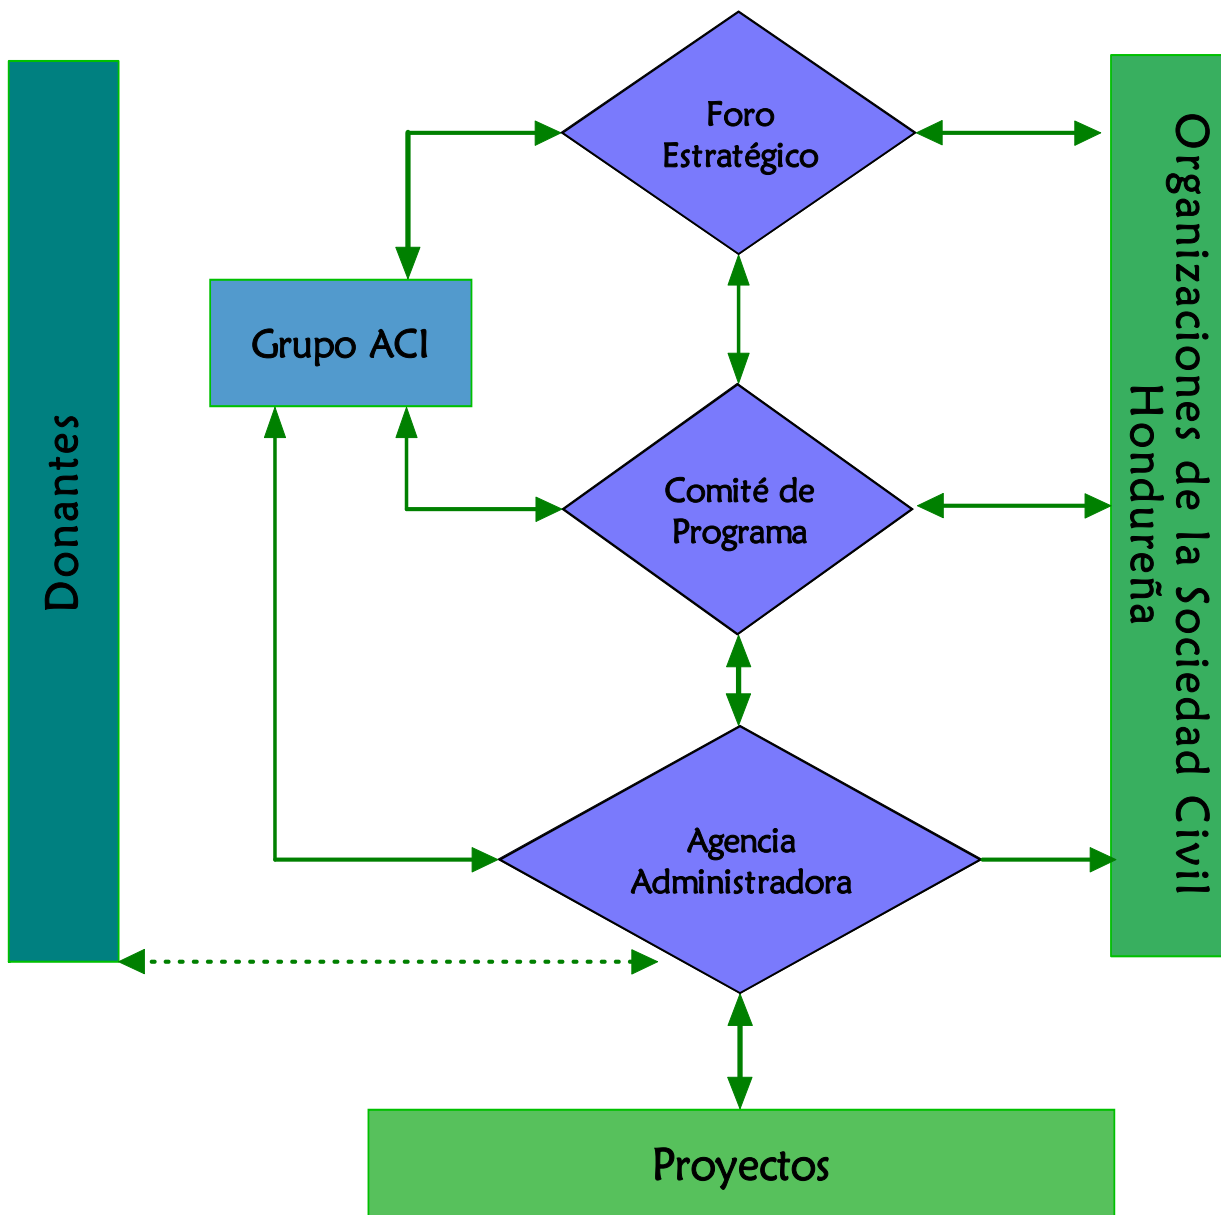 Foro
Estratégico
Organizaciones de la Sociedad Civil
Hondureña
Grupo ACI
Donantes
Comité de
Programa
Agencia
Administradora
Proyectos